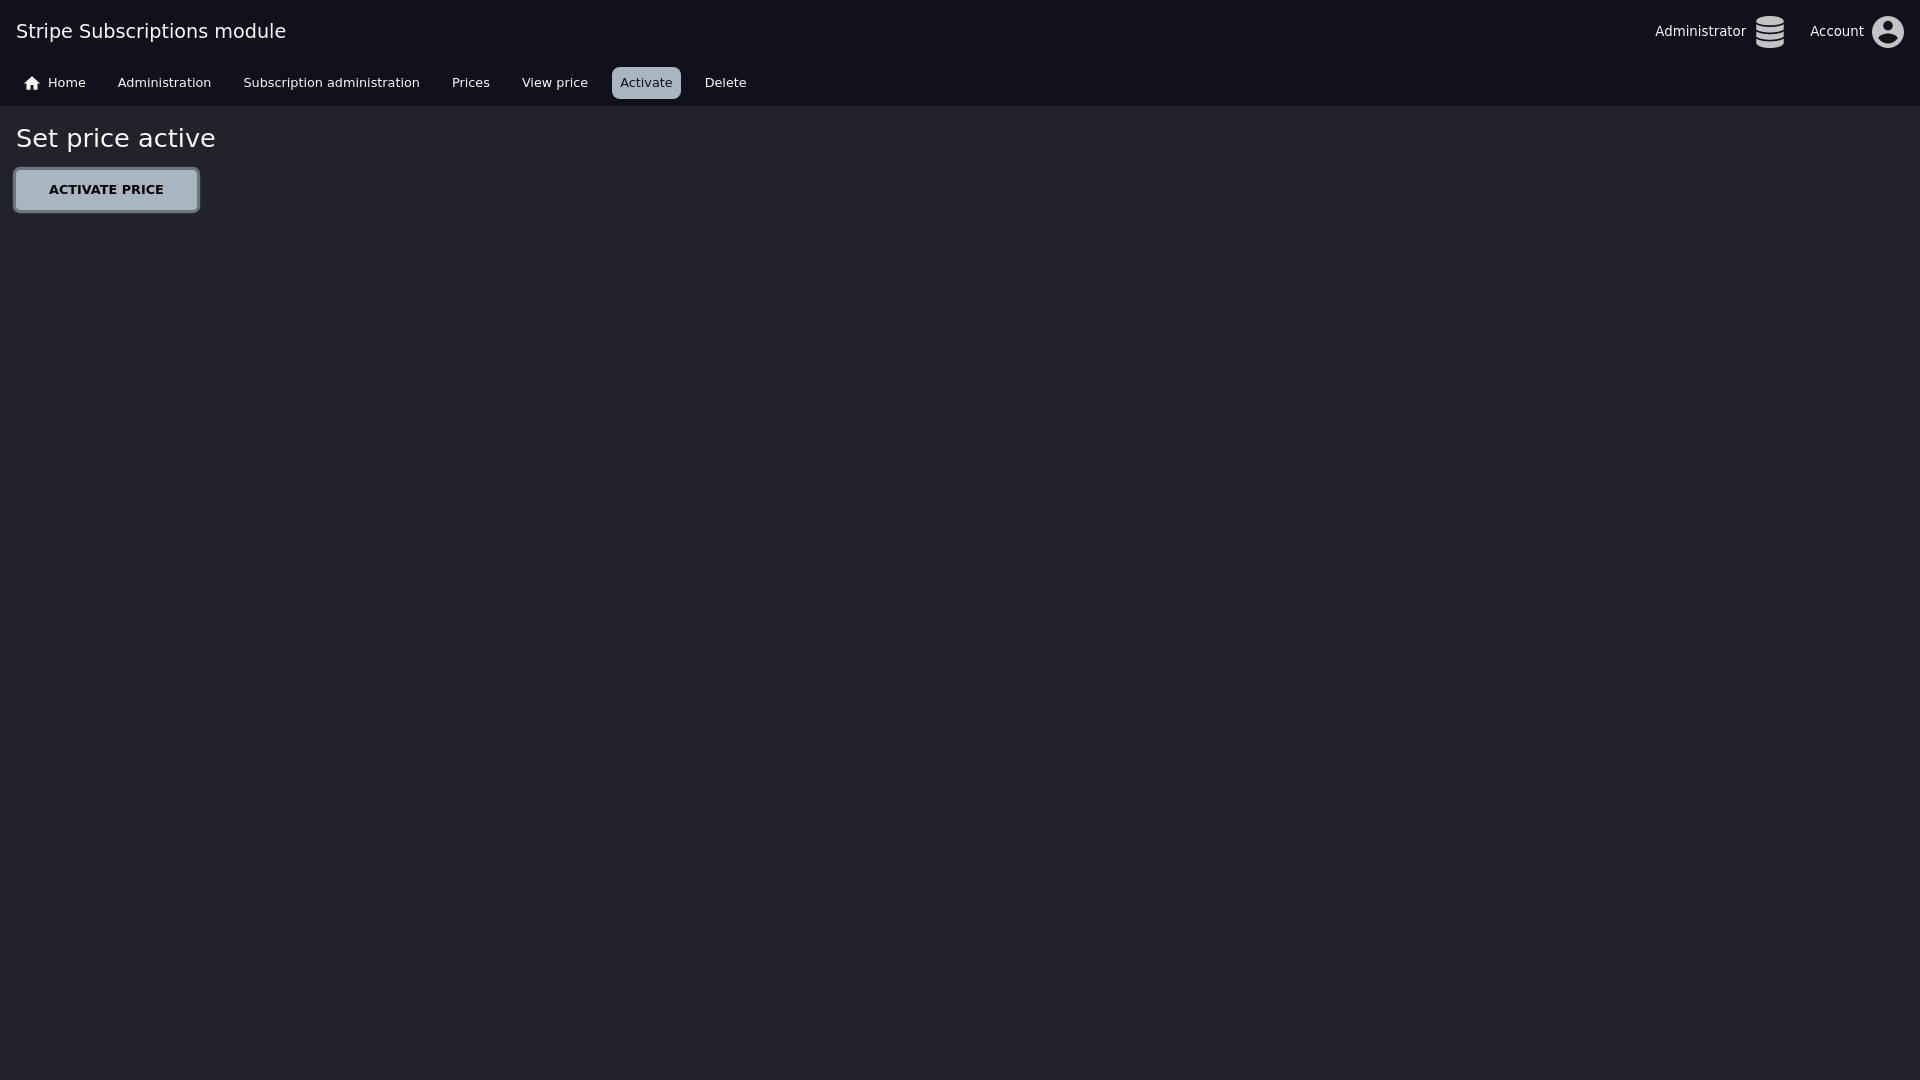 Stripe Subscriptions module
Administrator
Account
Home
Administration
Subscription administration
Prices
View price
Activate
Delete
Set price active
ACTIVATE PRICE